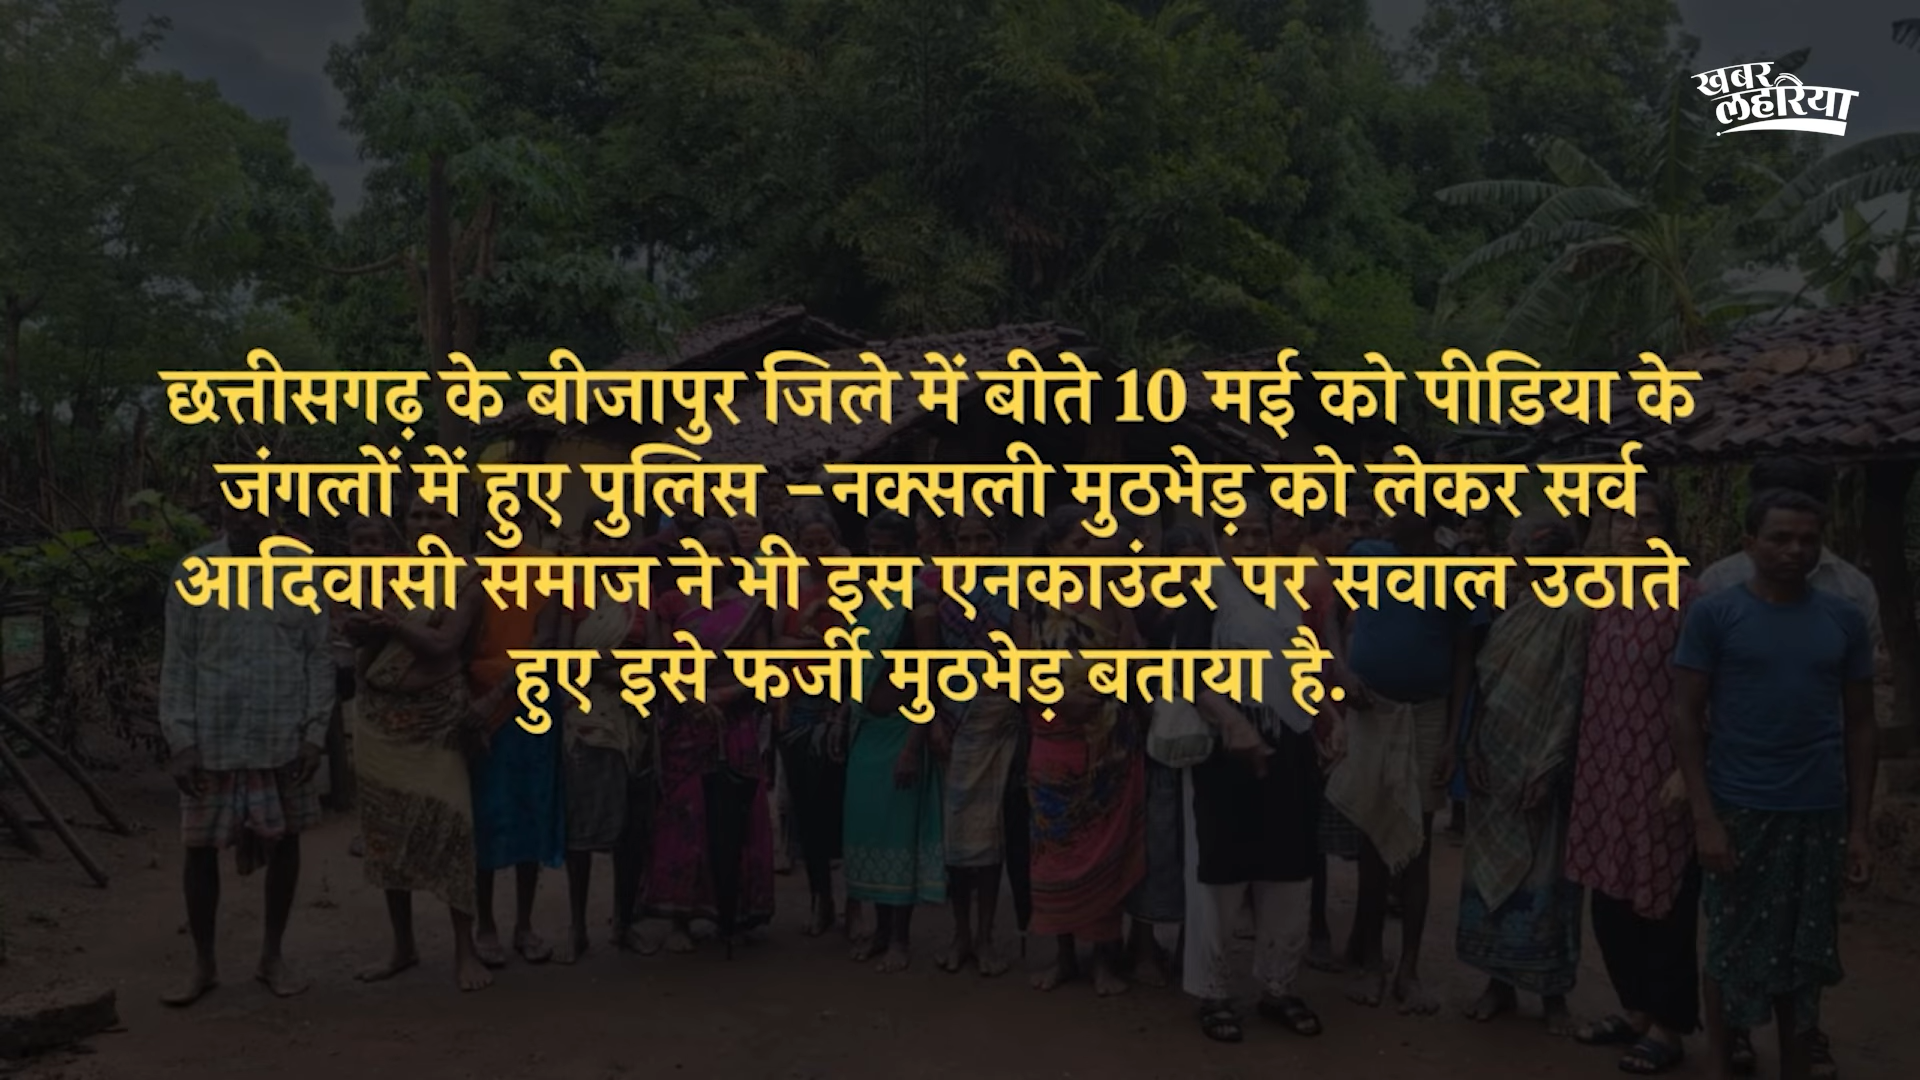 खबर
लहरिया
छत्तीसगढ़ के बीजापुर जिले में बीते 10 मई को पीडिया के
जंगलों में हुए पुलिस –नक्सली मुठभेड़ को लेकर सर्व
आदिवासी समाज ने भी इस एनकाउंटर पर सवाल उठाते
हुए इसे फर्जी मुठभेड़ बताया है.